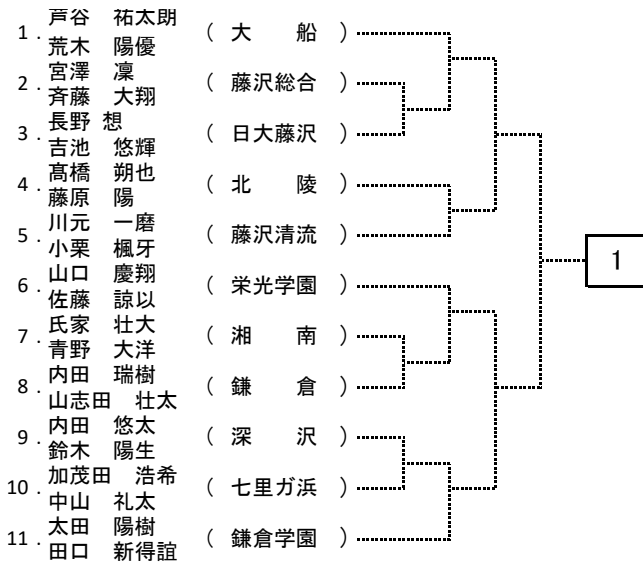 芦谷　祐太朗
1 . ( 大　　船 )
荒木　陽優
宮澤　凜
2 . ( 藤沢総合 )
斉藤　大翔
長野 想
3 . ( 日大藤沢 )
吉池　悠輝
髙橋　朔也
4 . ( 北　　陵 )
藤原　陽
川元　一磨
5 . ( 藤沢清流 )
小栗　楓牙
山口　慶翔
6 . ( 栄光学園 )
佐藤　諒以
氏家　壮大
7 . ( 湘　　南 )
青野　大洋
内田　瑞樹
8 . ( 鎌　　倉 )
山志田　壮太
内田　悠太
9 . ( 深　　沢 )
鈴木　陽生
加茂田　浩希
10 . ( 七里ガ浜 )
中山　礼太
太田　陽樹
11 . ( 鎌倉学園 )
田口　新得誼
1